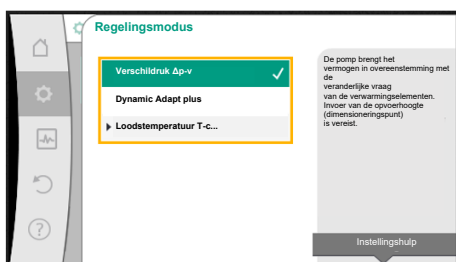 Regelingsmodus
Verschildruk Δp-v
Dynamic Adapt plus
Loodstemperatuur T-c...
De pomp brengt het
vermogen in overeenstemming met
de
veranderlijke vraag
van de verwarmingselementen.
Invoer van de opvoerhoogte
(dimensioneringspunt)
is vereist.
Instellingshulp